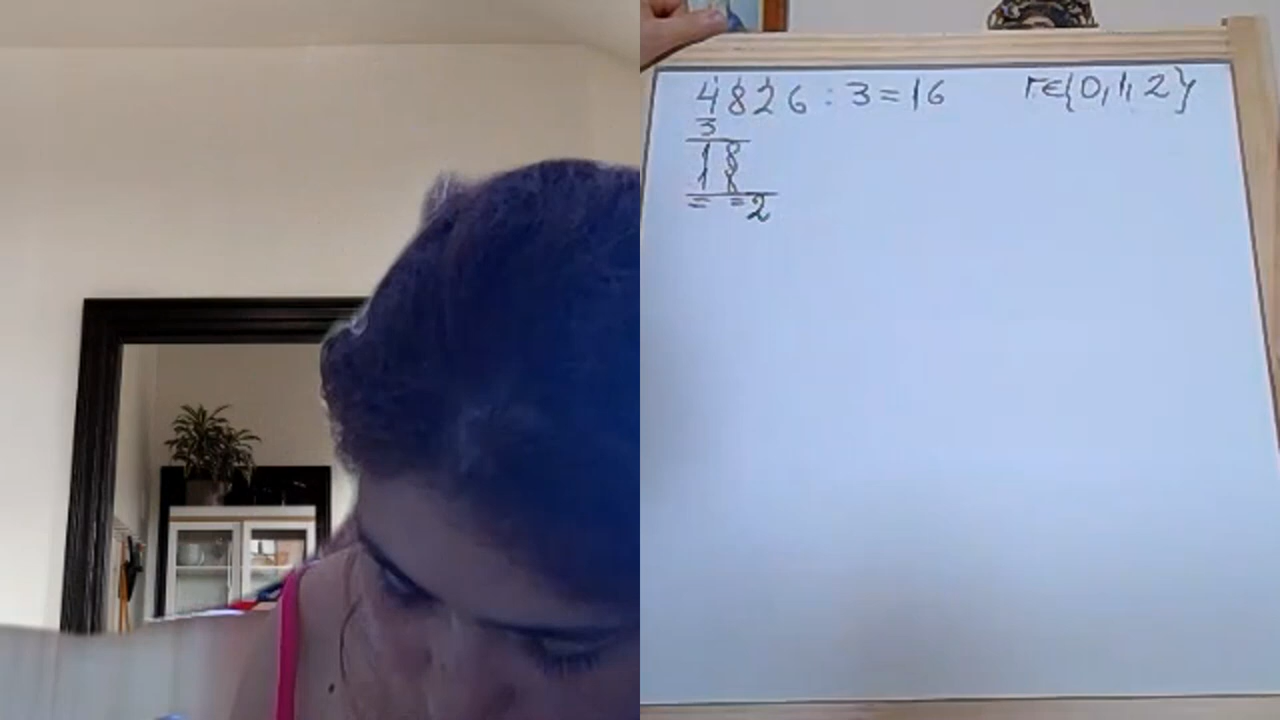 4826 : 3 = 16 r∈{0,1,2}
3
18
18
= = 2